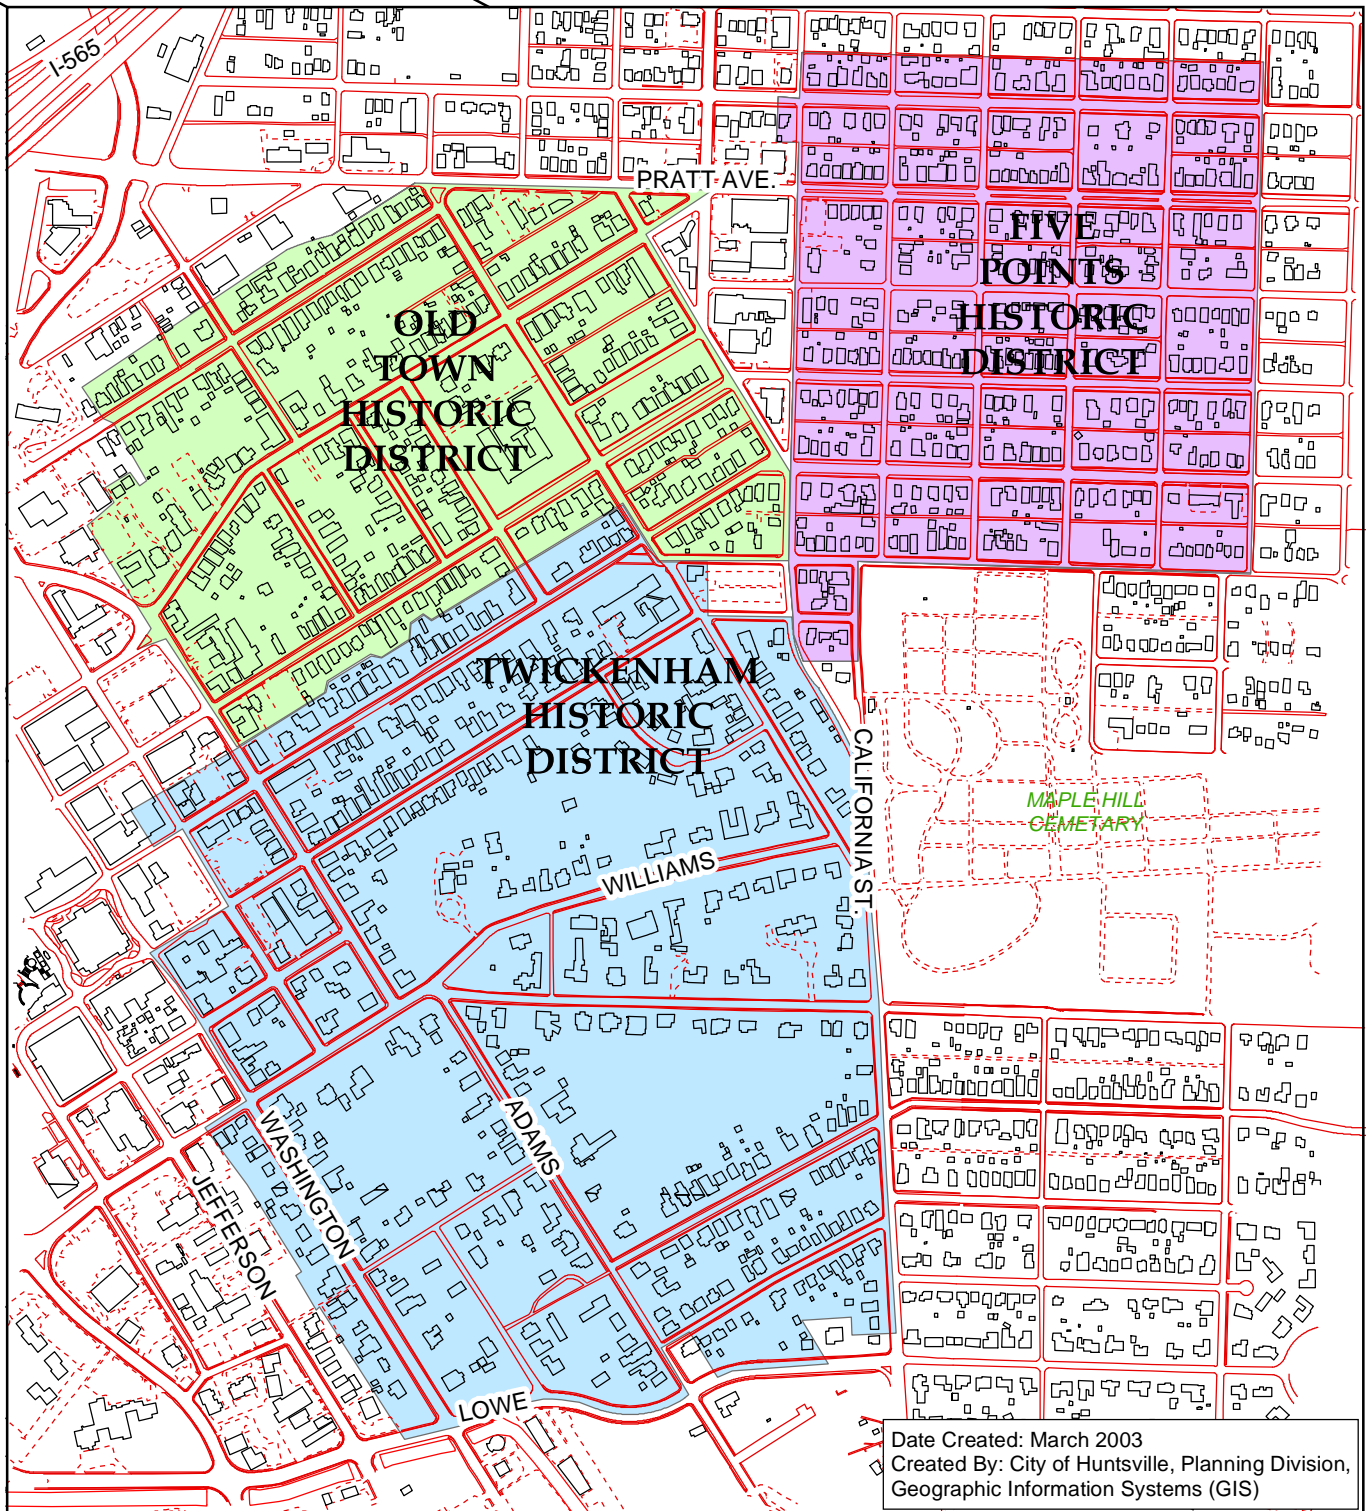 I-565
PRATT AVE.
FIVE
POINTS
HISTORIC
DISTRICT
OLD
TOWN
HISTORIC
DISTRICT
TWICKENHAM
HISTORIC
DISTRICT
CALIFORNIA ST.
MAPLE HILL
CEMETARY
WILLIAMS
ADAMS
WASHINGTON
JEFFERSON
LOWE
Date Created: March 2003
Created By: City of Huntsville, Planning Division,
Geographic Information Systems (GIS)